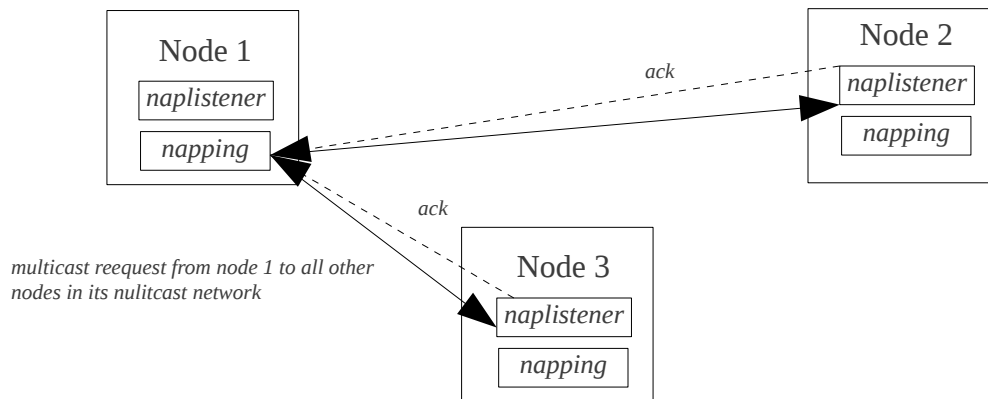 Node 1
naplistener
napping
ack
Node 2
naplistener
napping
ack
multicast reequest from node 1 to all other
nodes in its nulitcast network
Node 3
naplistener
napping